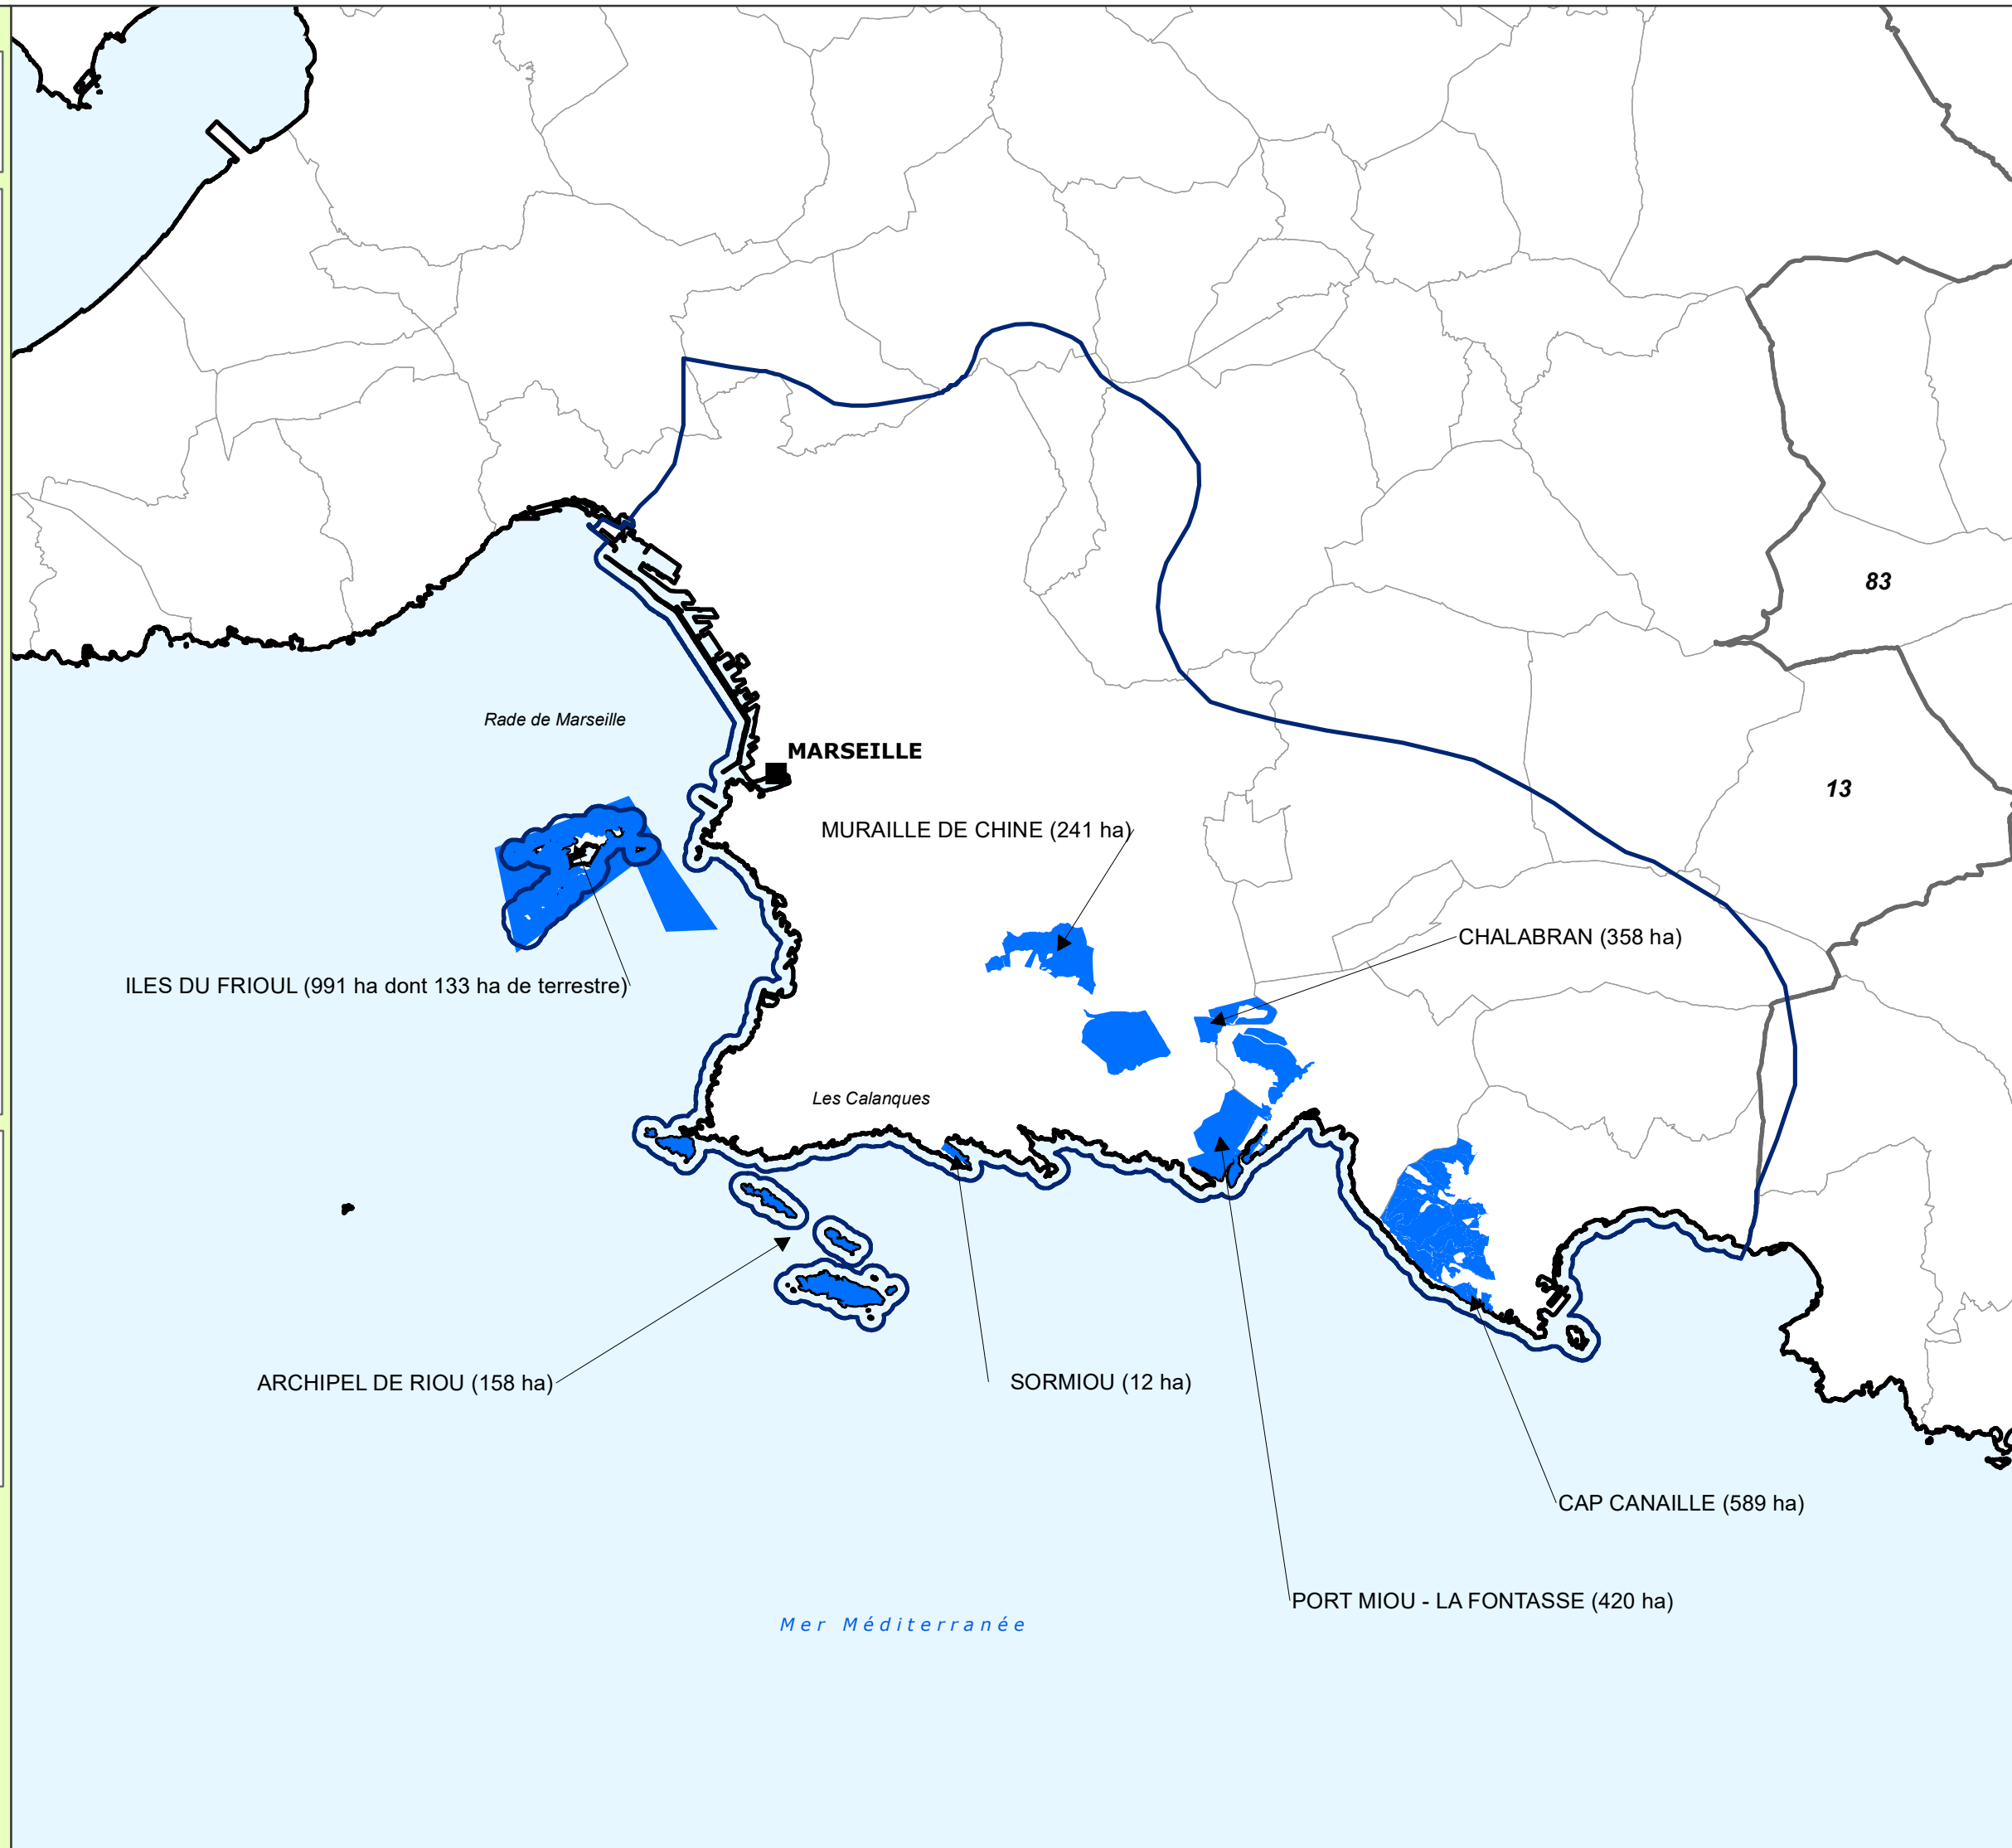 83
Rade de Marseille
MARSEILLE
13
MURAILLE DE CHINE (241 ha)
CHALABRAN (358 ha)
ILES DU FRIOUL (991 ha dont 133 ha de terrestre)
Les Calanques
ARCHIPEL DE RIOU (158 ha)
SORMIOU (12 ha)
CAP CANAILLE (589 ha)
PORT MIOU - LA FONTASSE (420 ha)
Mer Méditerranée